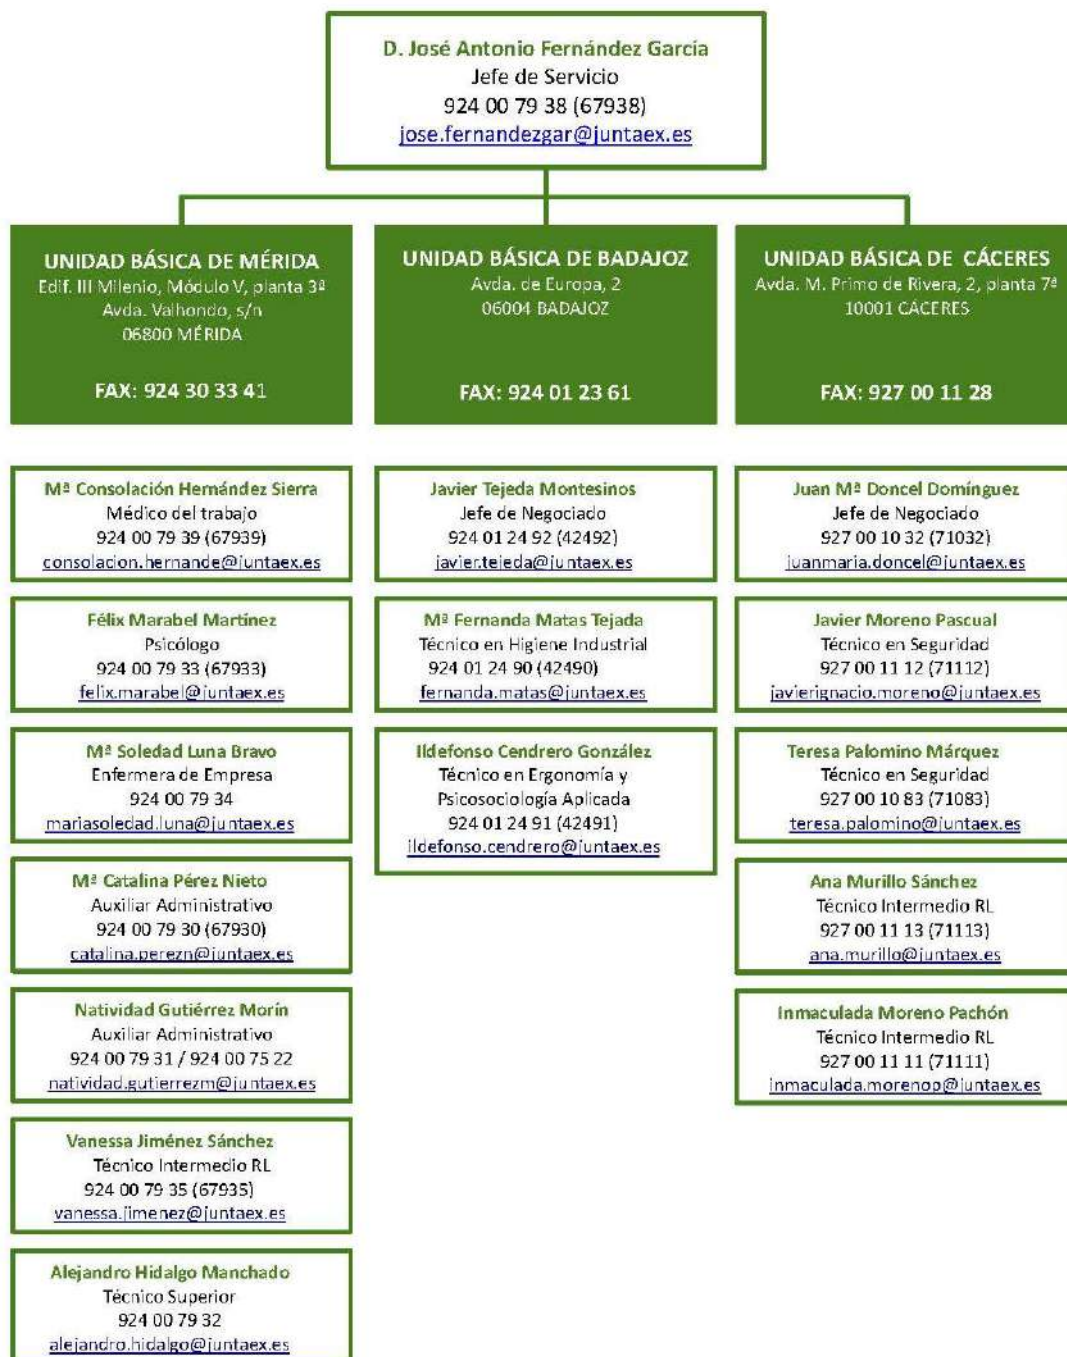 D. José Antonio Fernández García
Jefe de Servicio
924 00 79 38 (67938)
jose.fernandezgar@juntaex.es
UNIDAD BÁSICA DE MÉRIDA
Edif. III Milenio, Módulo V, planta 3ª
Avda. Valhondo, s/n
06800 MÉRIDA
FAX: 924 30 33 41
Mª Consolación Hernández Sierra
Médico del trabajo
924 00 79 39 (67939)
consolacion.hernande@juntaex.es
Félix Marabel Martínez
Psicólogo
924 00 79 33 (67933)
felix.marabel@juntaex.es
Mª Soledad Luna Bravo
Enfermera de Empresa
924 00 79 34
mariasoledad.luna@juntaex.es
Mª Catalina Pérez Nieto
Auxiliar Administrativo
924 00 79 30 (67930)
catalina.perezn@juntaex.es
Natividad Gutiérrez Morín
Auxiliar Administrativo
924 00 79 31 / 924 00 75 22
natividad.gutierrezm@juntaex.es
Vanessa Jiménez Sánchez
Técnico Intermedio RL
924 00 79 35 (67935)
vanessa.jimenez@juntaex.es
Alejandro Hidalgo Manchado
Técnico Superior
924 00 79 32
alejandro.hidalgo@juntaex.es
UNIDAD BÁSICA DE BADAJOZ
Avda. de Europa, 2
06004 BADAJOZ
FAX: 924 01 23 61
Javier Tejeda Montesinos
Jefe de Negociado
924 01 24 92 (42492)
javier.tejeda@juntaex.es
Mª Fernanda Matas Tejada
Técnico en Higiene Industrial
924 01 24 90 (42490)
fernanda.matas@juntaex.es
Ildefonso Cendrero González
Técnico en Ergonomía y
Psicosociología Aplicada
924 01 24 91 (42491)
ildefonso.cendrero@juntaex.es
UNIDAD BÁSICA DE CÁCERES
Avda. M. Primo de Rivera, 2, planta 7ª
10001 CÁCERES
FAX: 927 00 11 28
Juan Mª Doncel Domínguez
Jefe de Negociado
927 00 10 32 (71032)
juanmaria.doncel@juntaex.es
Javier Moreno Pascual
Técnico en Seguridad
927 00 11 12 (71112)
javierignacio.moreno@juntaex.es
Teresa Palomino Márquez
Técnico en Seguridad
927 00 10 83 (71083)
teresa.palomino@juntaex.es
Ana Murillo Sánchez
Técnico Intermedio RL
927 00 11 13 (71113)
ana.murillo@juntaex.es
Inmaculada Moreno Pachón
Técnico Intermedio RL
927 00 11 11 (71111)
inmaculada.morenop@juntaex.es